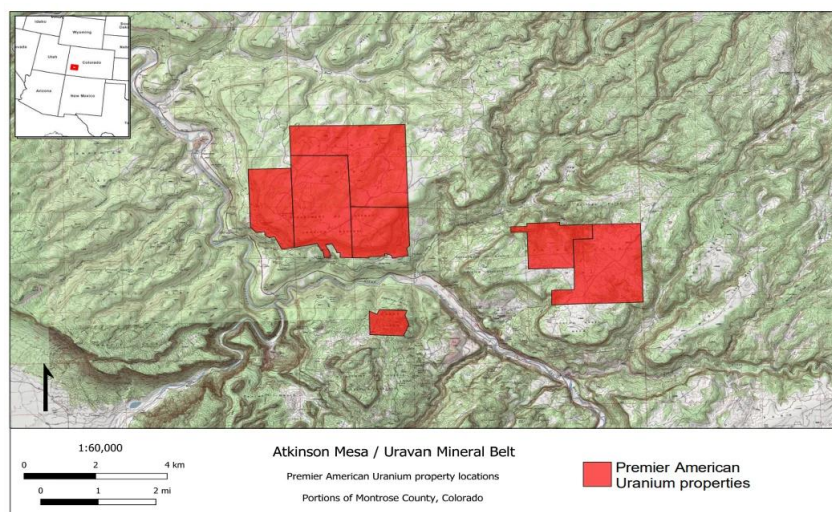 Idaho
Wyoming
Utah
Colorado
Arizona
New Mexico
1:60,000
0 2 4 km
0 1 2 mi
Atkinson Mesa / Uravan Mineral Belt
Premier American Uranium property locations
Portions of Montrose County, Colorado
Premier American
Uranium properties